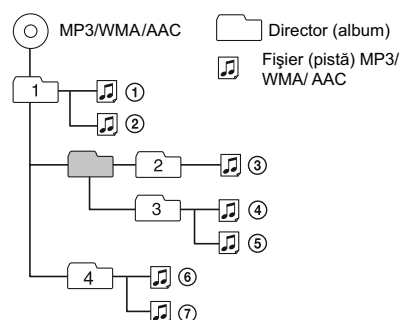 MP3/WMA/AAC
Director (album)
Fişier (pistă) MP3/
WMA/ AAC
1
①
②
2
③
3
④
⑤
4
⑥
⑦